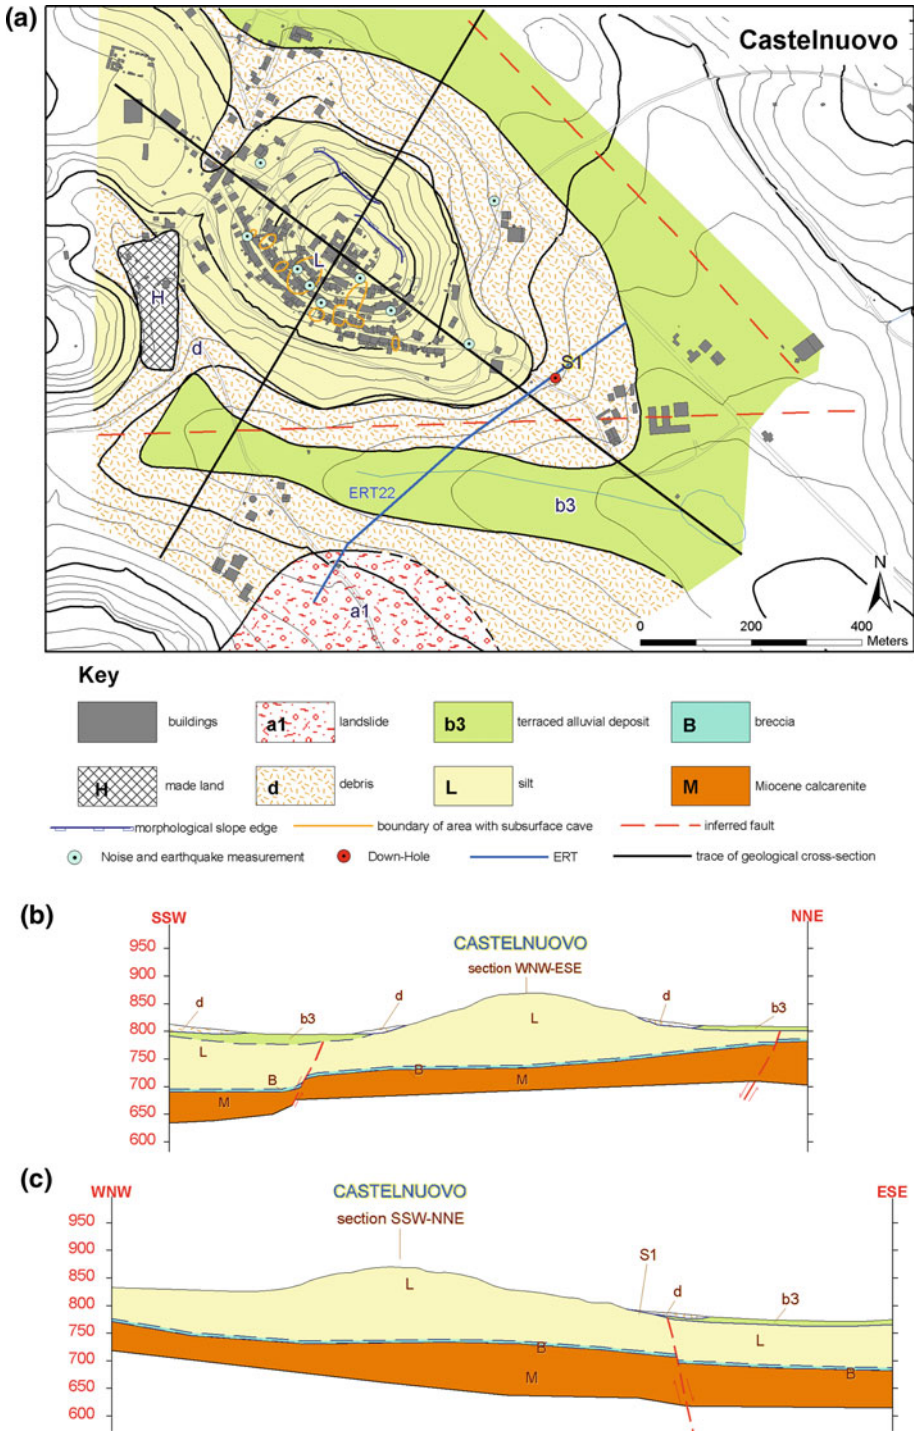 (a)
Castelnuovo
L
H
d
S1
ERT22
b3
a1
N
0 200 400
Meters
Key
buildings
a1 landslide
b3 terraced alluvial deposit
B breccia
H made land
d debris
L silt
M Miocene calcarenite
morphological slope edge
boundary of area with subsurface cave
inferred fault
Noise and earthquake measurement
Down-Hole
ERT
trace of geological cross-section
(b)
SSW
NNE
CASTELNUOVO
section WNW-ESE
950
900
850
800
750
700
650
600
d
b3
d
d
b3
L
L
B
B
M
M
(c)
WNW
ESE
CASTELNUOVO
section SSW-NNE
950
900
850
800
750
700
650
600
S1
d
b3
L
L
B
B
M